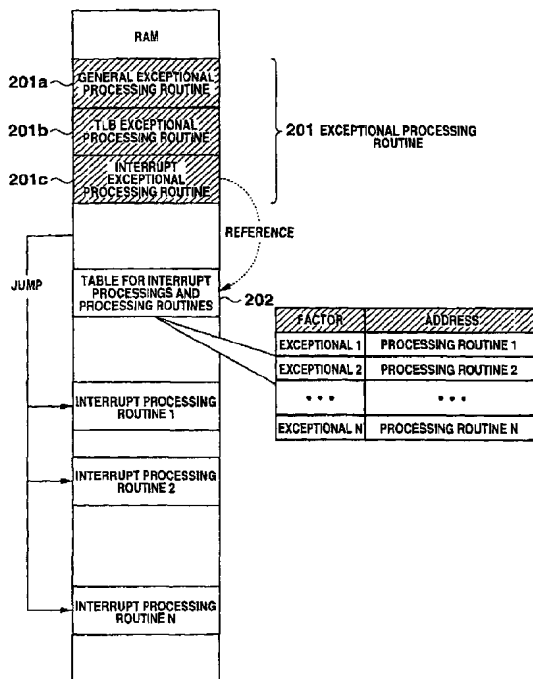 RAM
201a
GENERAL EXCEPTIONAL
PROCESSING ROUTINE
201b
TLB EXCEPTIONAL
PROCESSING ROUTINE
201c
INTERRUPT
EXCEPTIONAL
PROCESSING ROUTINE
201 EXCEPTIONAL PROCESSING
ROUTINE
REFERENCE
JUMP
TABLE FOR INTERRUPT
PROCESSINGS AND
PROCESSING ROUTINES
202
FACTOR ADDRESS
EXCEPTIONAL 1 PROCESSING ROUTINE 1
EXCEPTIONAL 2 PROCESSING ROUTINE 2
• • • • • •
EXCEPTIONAL N PROCESSING ROUTINE N
INTERRUPT PROCESSING
ROUTINE 1
INTERRUPT PROCESSING
ROUTINE 2
INTERRUPT PROCESSING
ROUTINE N